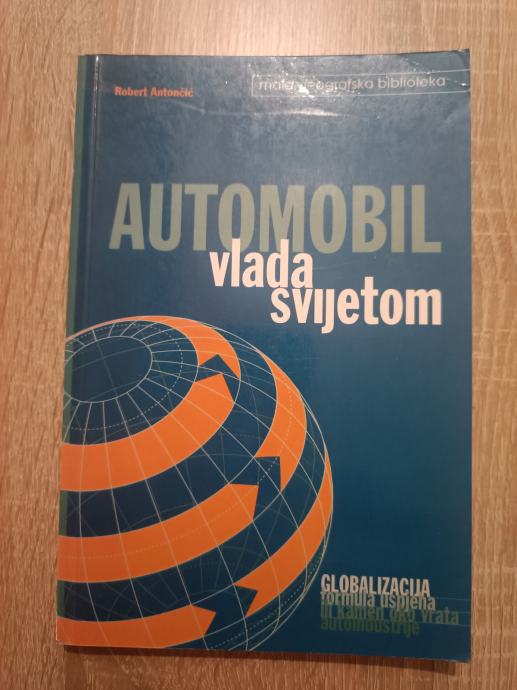 Robert Antončić
mala geografska biblioteka
AUTOMOBIL
vlada
svijetom
GLOBALIZACIJA
formula uspjeha
ili kamen oko vrata
autoindustrije